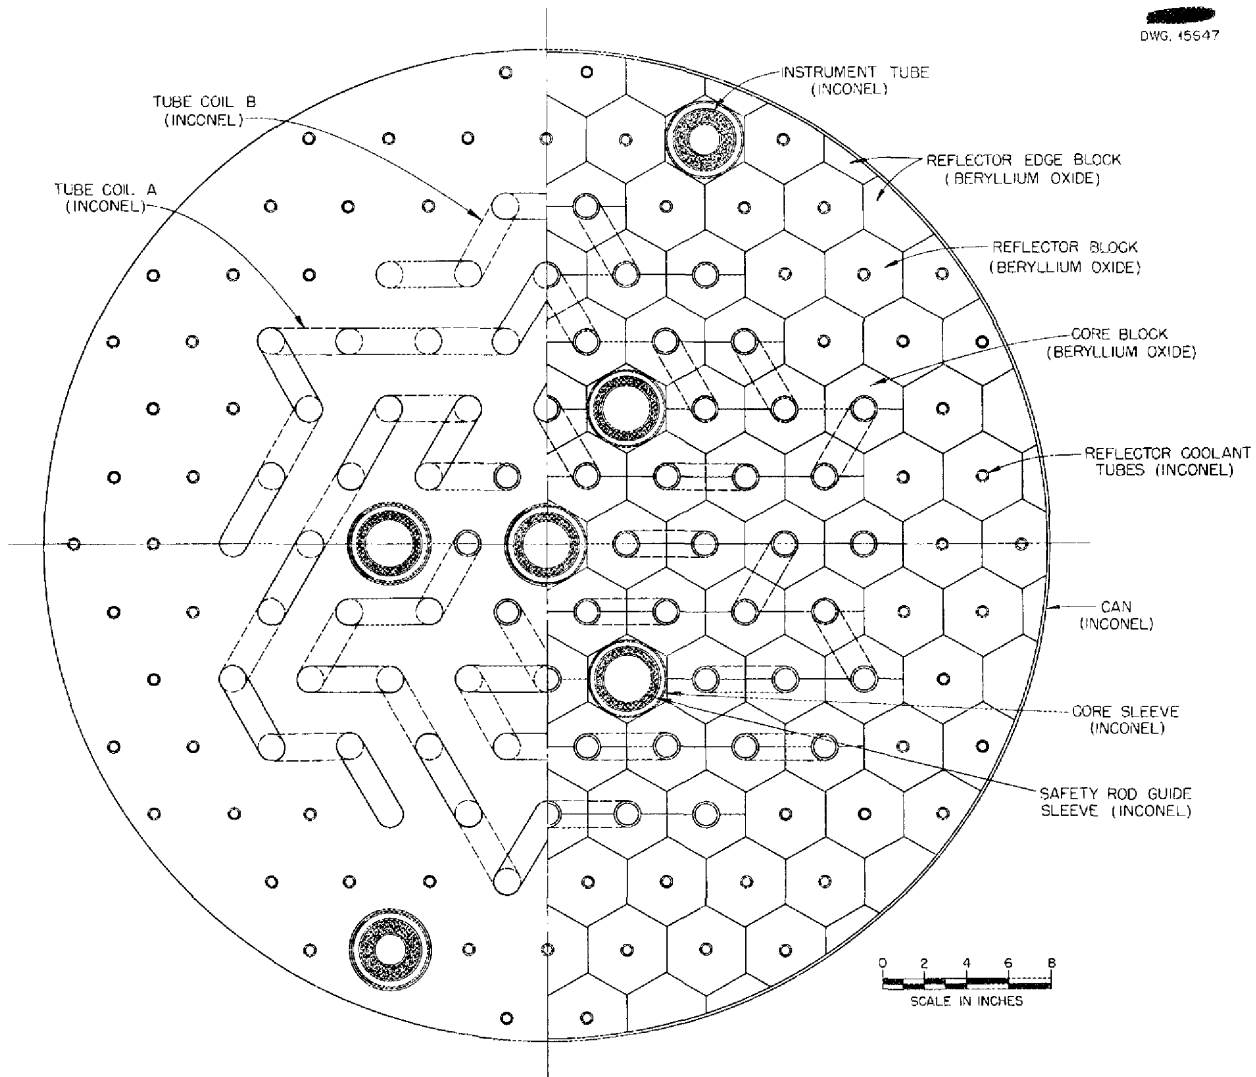 DWG. 15647
INSTRUMENT TUBE
(INCONEL)
TUBE COIL B
(INCONEL)
REFLECTOR EDGE BLOCK
(BERYLLIUM OXIDE)
TUBE COIL A
(INCONEL)
REFLECTOR BLOCK
(BERYLLIUM OXIDE)
CORE BLOCK
(BERYLLIUM OXIDE)
REFLECTOR COOLANT
TUBES (INCONEL)
CAN
(INCONEL)
CORE SLEEVE
(INCONEL)
SAFETY ROD GUIDE
SLEEVE (INCONEL)
0 2 4 6 8
SCALE IN INCHES